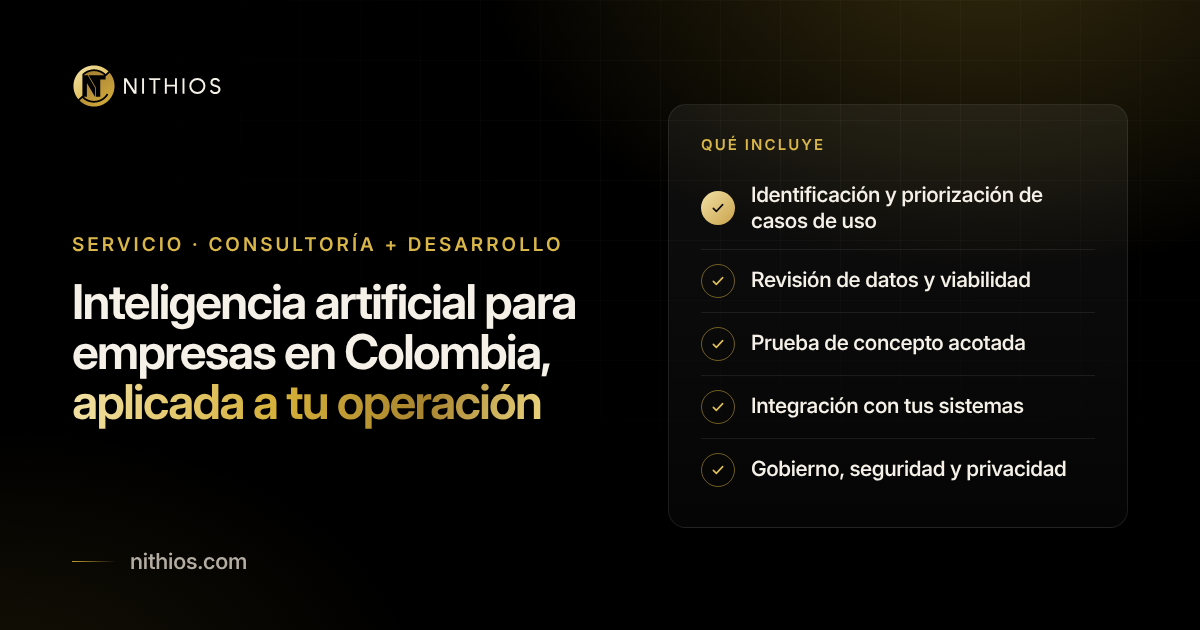 NITHIOS
SERVICIO · CONSULTORÍA + DESARROLLO
Inteligencia artificial para
empresas en Colombia,
aplicada a tu operación
nithios.com
QUÉ INCLUYE
Identificación y priorización de
casos de uso
Revisión de datos y viabilidad
Prueba de concepto acotada
Integración con tus sistemas
Gobierno, seguridad y privacidad